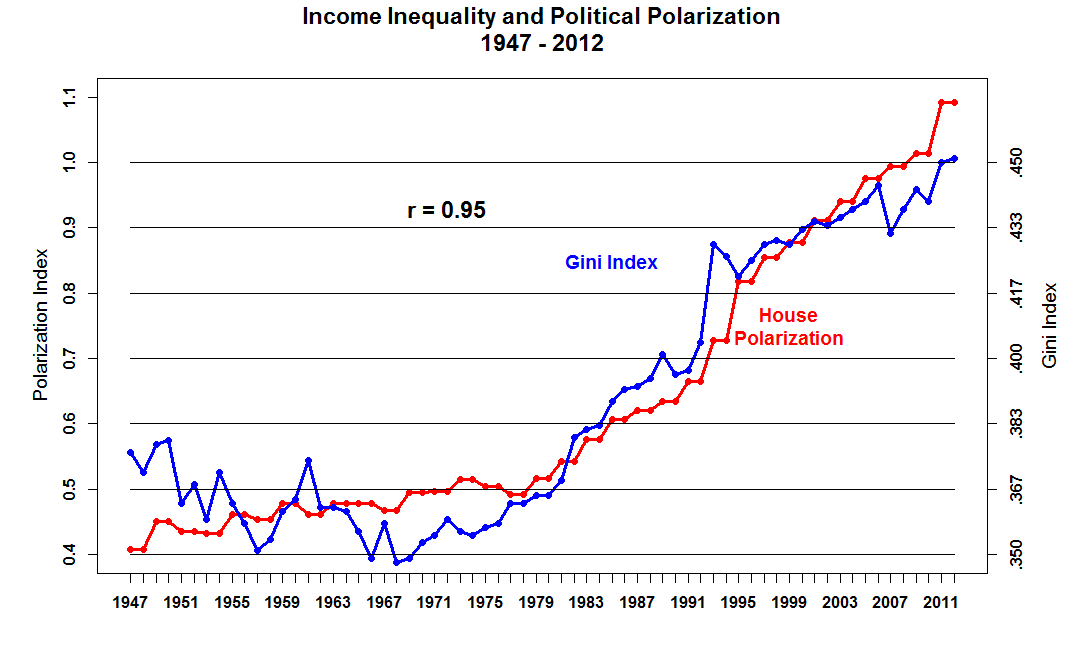 Income Inequality and Political Polarization
1947 - 2012
1.1
1.0
0.9
0.8
0.7
0.6
0.5
0.4
Polarization Index
r = 0.95
Gini Index
House
Polarization
.450
.433
.417
.400
.383
.367
.350
Gini Index
1947 1951 1955 1959 1963 1967 1971 1975 1979 1983 1987 1991 1995 1999 2003 2007 2011